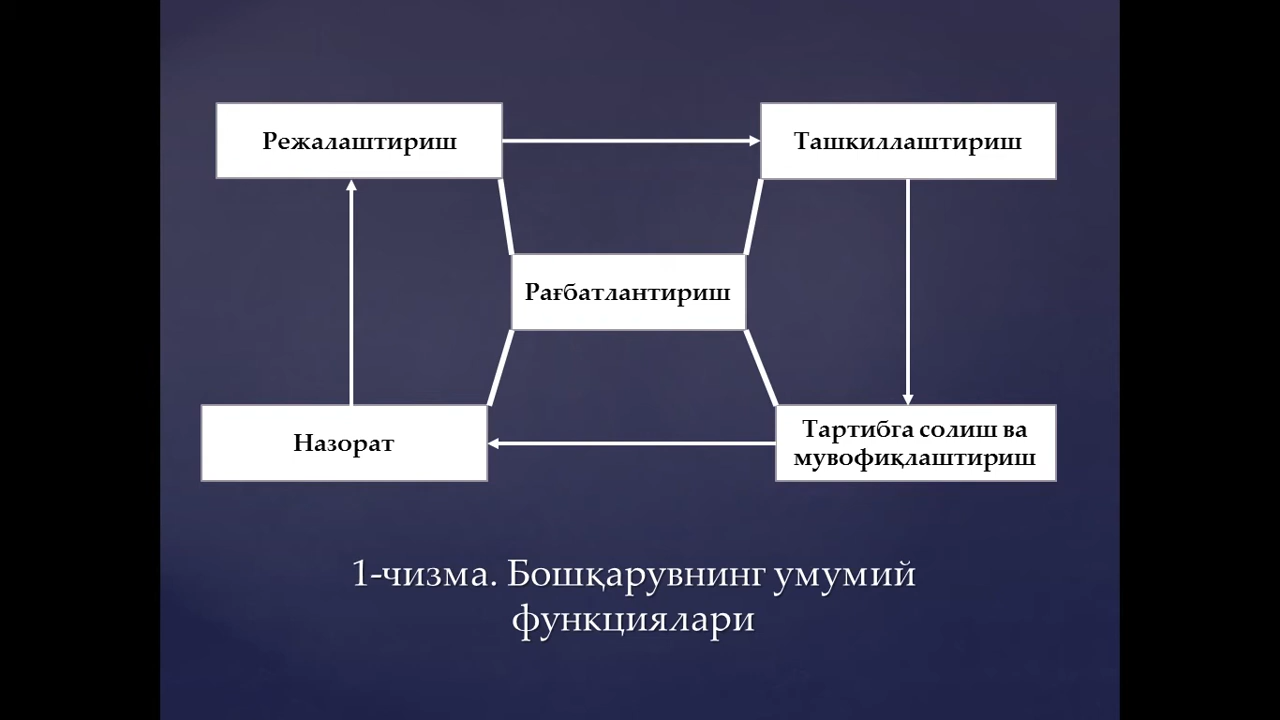 Режалаштириш
Ташкиллаштириш
Рағбатлантириш
Назорат
Тартибга солиш ва
мувофиқлаштириш
1-чизма. Бошқарувнинг умумий
функциялари